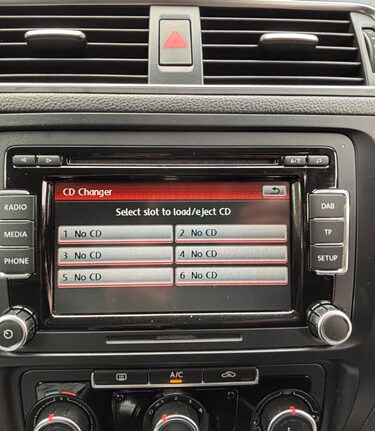 CD Changer
Select slot to load/eject CD
1 No CD
2 No CD
3 No CD
4 No CD
5 No CD
6 No CD
RADIO
MEDIA
PHONE
DAB
TP
SETUP
A/C